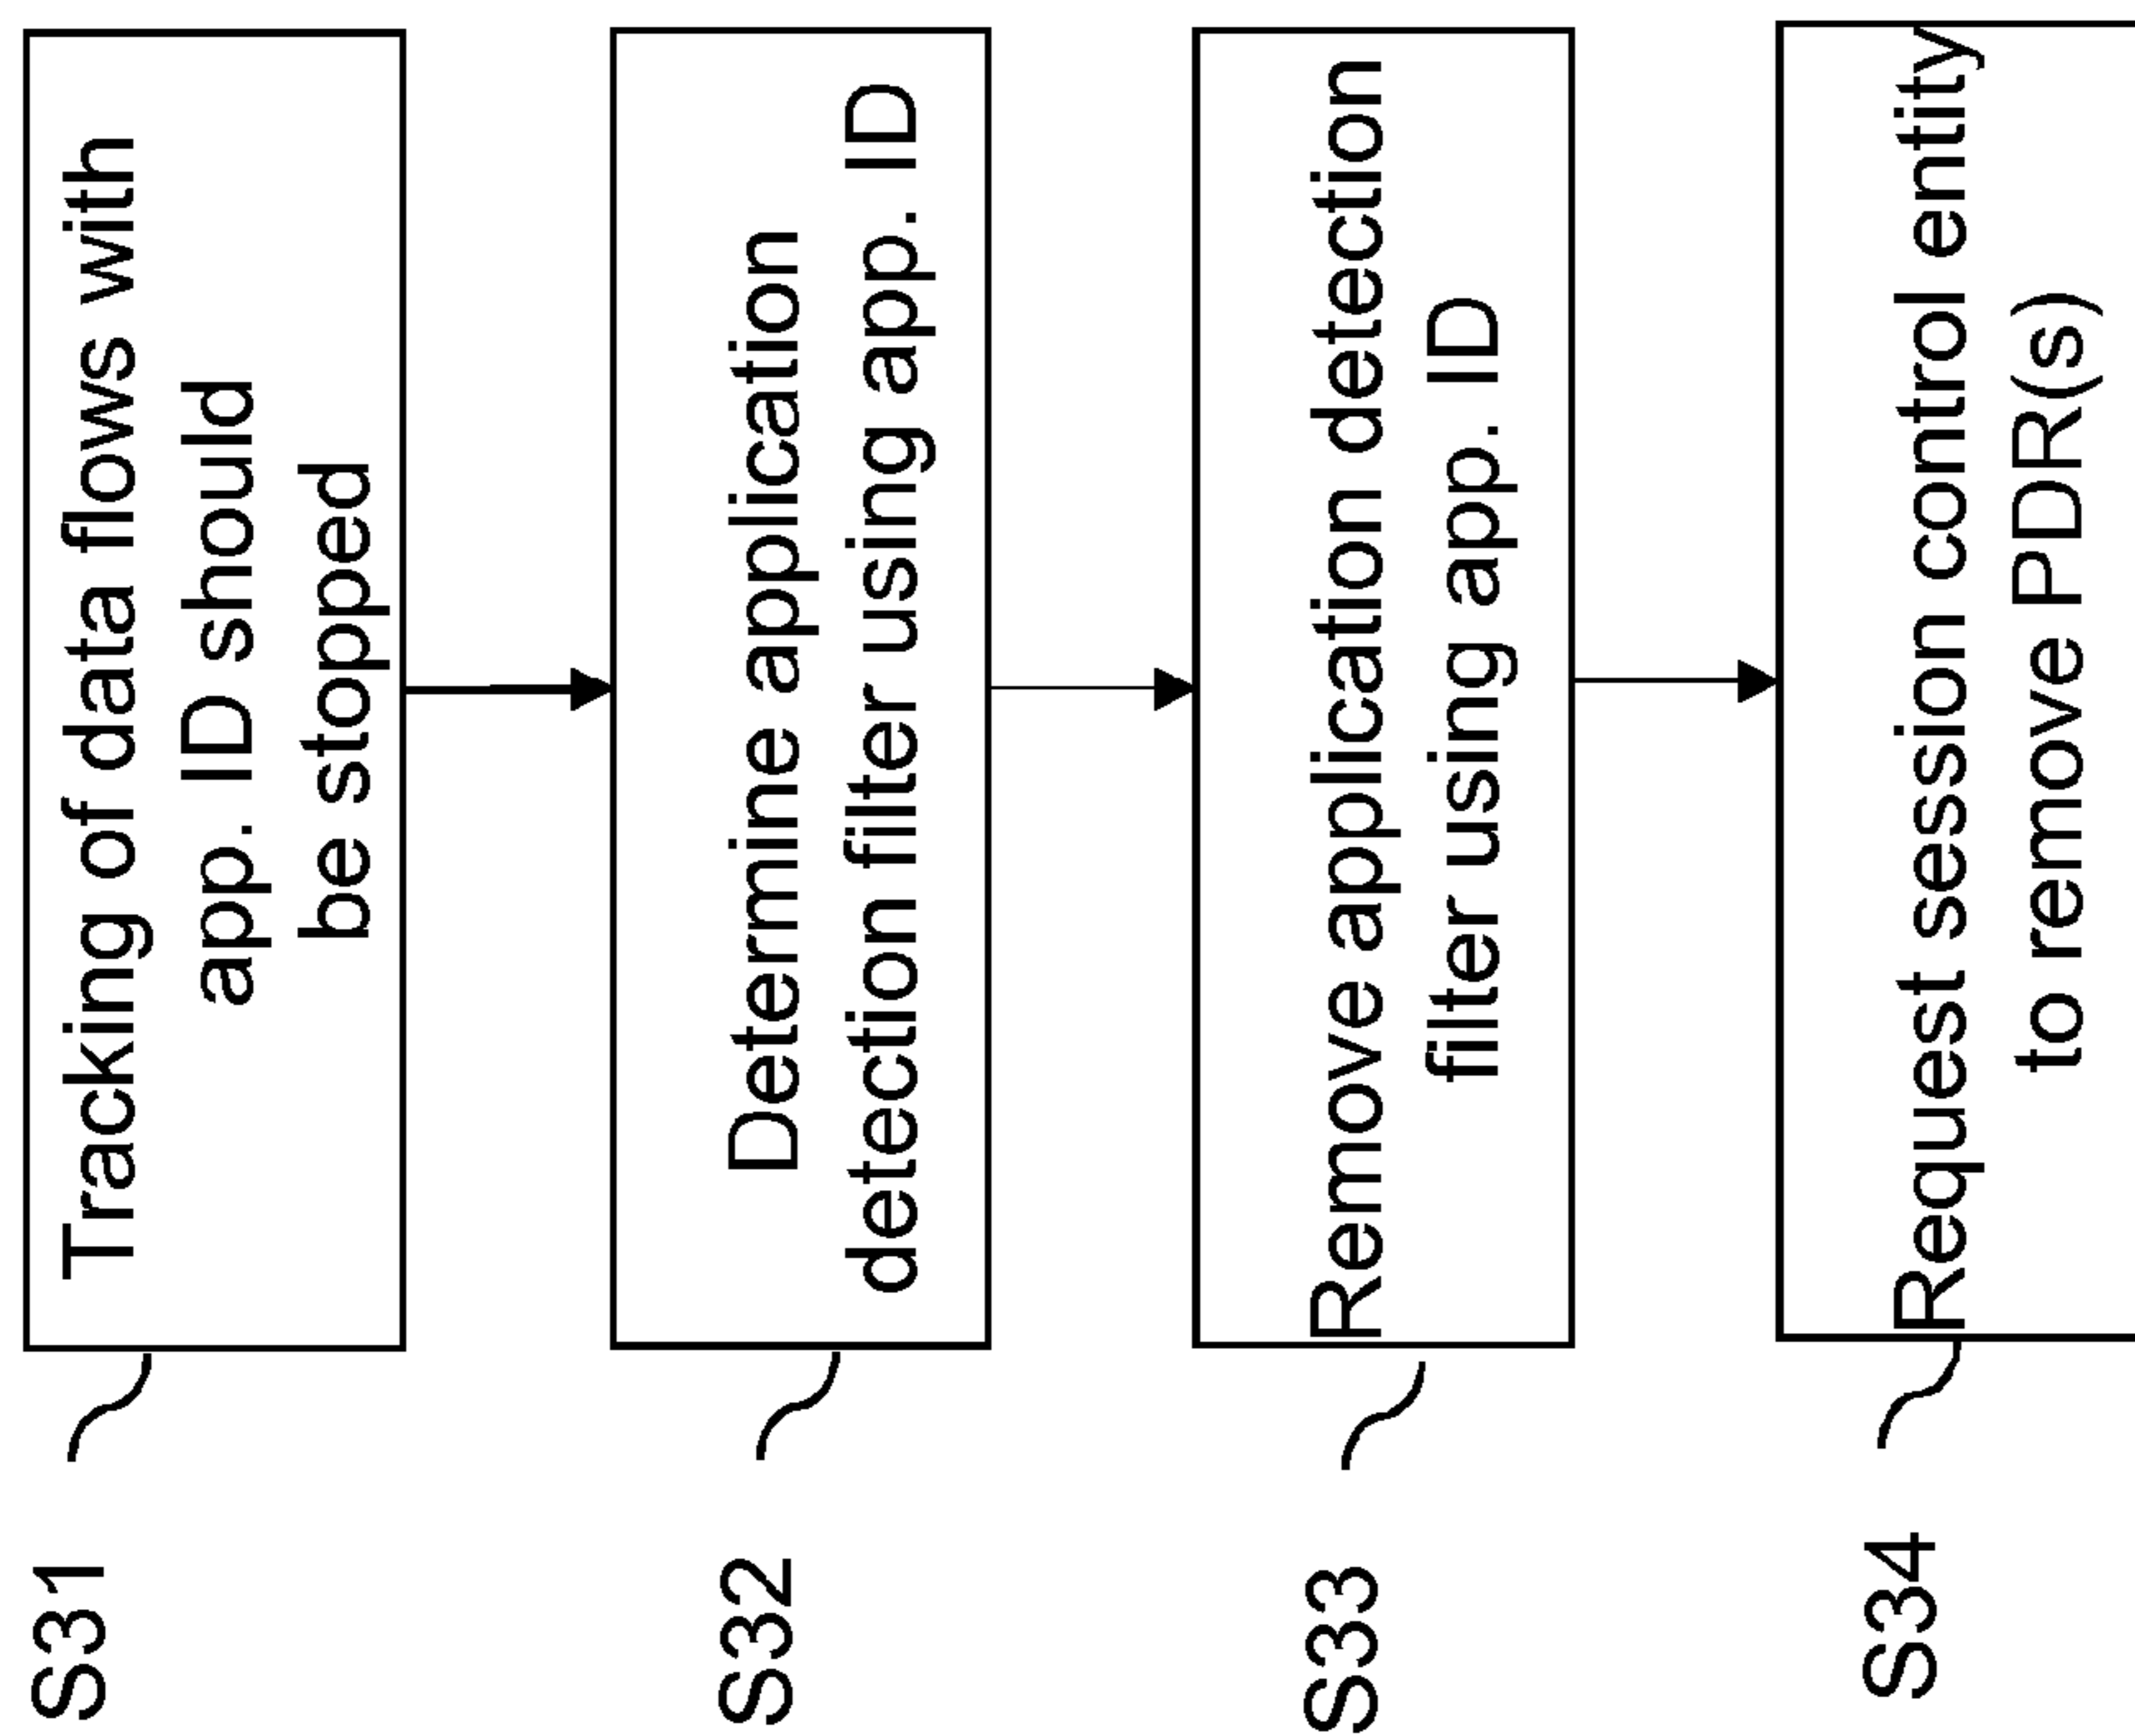 S31
Tracking of data flows with
app. ID should
be stopped
S32
Determine application
detection filter using app. ID
S33
Remove application detection
filter using app. ID
S34
Request session control entity
to remove PDR(s)